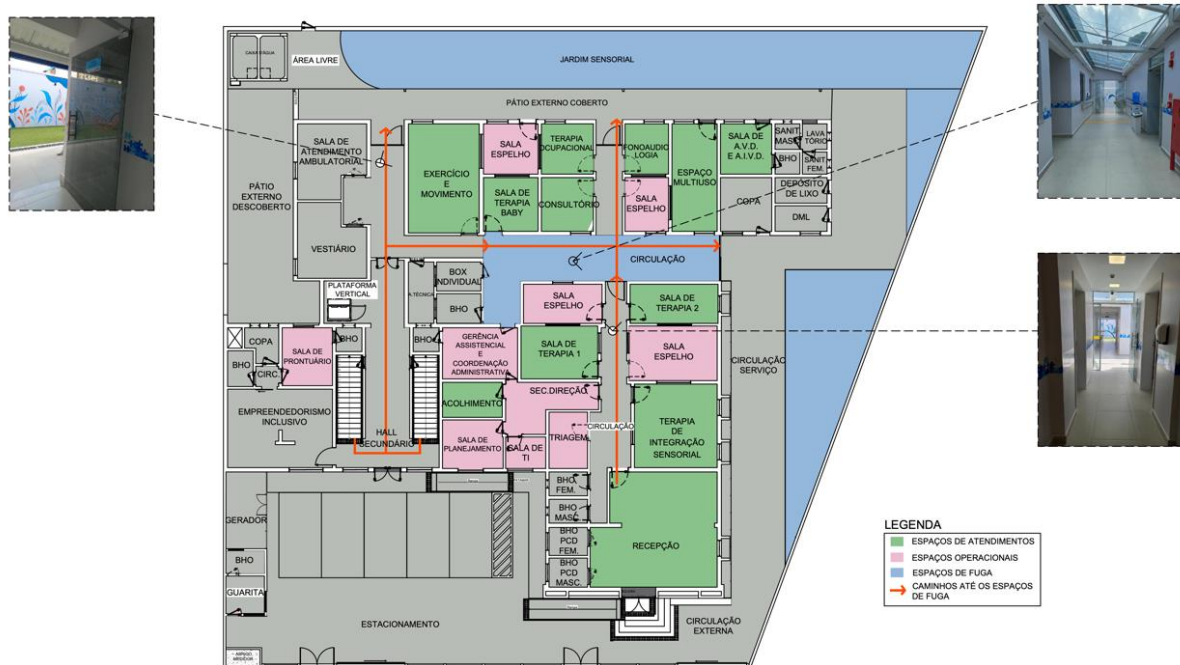 CAIXA D'ÁGUA
ÁREA LIVRE
JARDIM SENSORIAL
PÁTIO EXTERNO COBERTO
SALA DE
ATENDIMENTO
AMBULATORIAL
PÁTIO
EXTERNO
DESCOBERTO
VESTIÁRIO
EXERCÍCIO
E
MOVIMENTO
SALA
ESPELHO
TERAPIA
OCUPACIONAL
SALA DE
TERAPIA
BABY
CONSULTÓRIO
FONOAUDIO
LOGIA
SALA
ESPELHO
ESPAÇO
MULTIUSO
SALA DE
A.V.D.
E A.I.V.D.
SANIT.
MASC.
LAVA
TÓRIO
BHO
SANIT.
FEM.
COPA
DEPÓSITO
DE LIXO
DML
CIRCULAÇÃO
PLATAFORMA
VERTICAL
A.TÉCNICA
BOX
INDIVIDUAL
BHO
SALA
ESPELHO
SALA DE
TERAPIA 2
COPA
BHO
CIRC.
SALA DE
PRONTUÁRIO
BHO
BHO
GERÊNCIA
ASSISTENCIAL
E
COORDENAÇÃO
ADMINISTRATIVA
SALA DE
TERAPIA 1
SALA
ESPELHO
CIRCULAÇÃO
SERVIÇO
EMPREENDEDORISMO
INCLUSIVO
HALL
SECUNDÁRIO
ACOLHIMENTO
SEC.DIREÇÃO
SALA DE
PLANEJAMENTO
SALA DE
TI
TRIAGEM
CIRCULAÇÃO
TERAPIA
DE
INTEGRAÇÃO
SENSORIAL
BHO
FEM.
BHO
MASC.
BHO
PCD
FEM.
BHO
PCD
MASC.
RECEPÇÃO
GERADOR
BHO
GUARITA
ESTACIONAMENTO
CIRCULAÇÃO
EXTERNA
LEGENDA
ESPAÇOS DE ATENDIMENTOS
ESPAÇOS OPERACIONAIS
ESPAÇOS DE FUGA
CAMINHOS ATÉ OS ESPAÇOS
DE FUGA